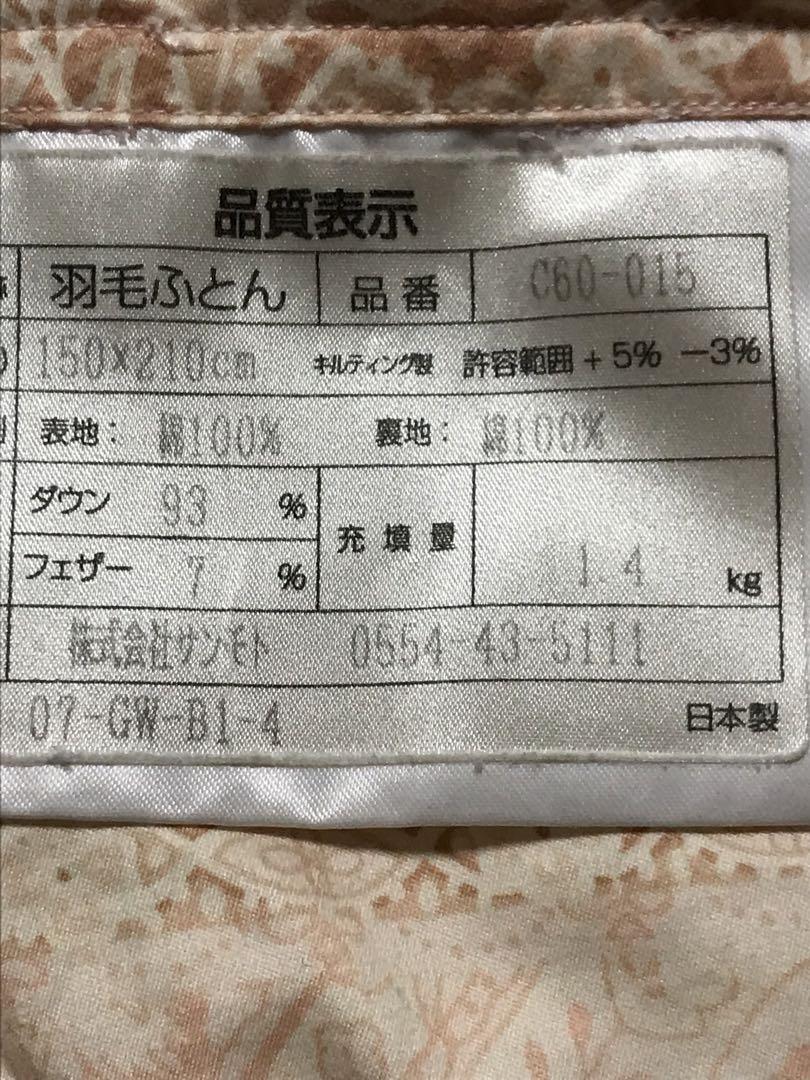 品質表示
羽毛ふとん 品番 C60-015
150×210cm キルティング製 許容範囲+5% −3%
表地: 綿100% 裏地: 綿100%
ダウン 93 %
充填量 1.4 kg
フェザー 7 %
株式会社サンモト 0554-43-5111
07-GW-B1-4 日本製